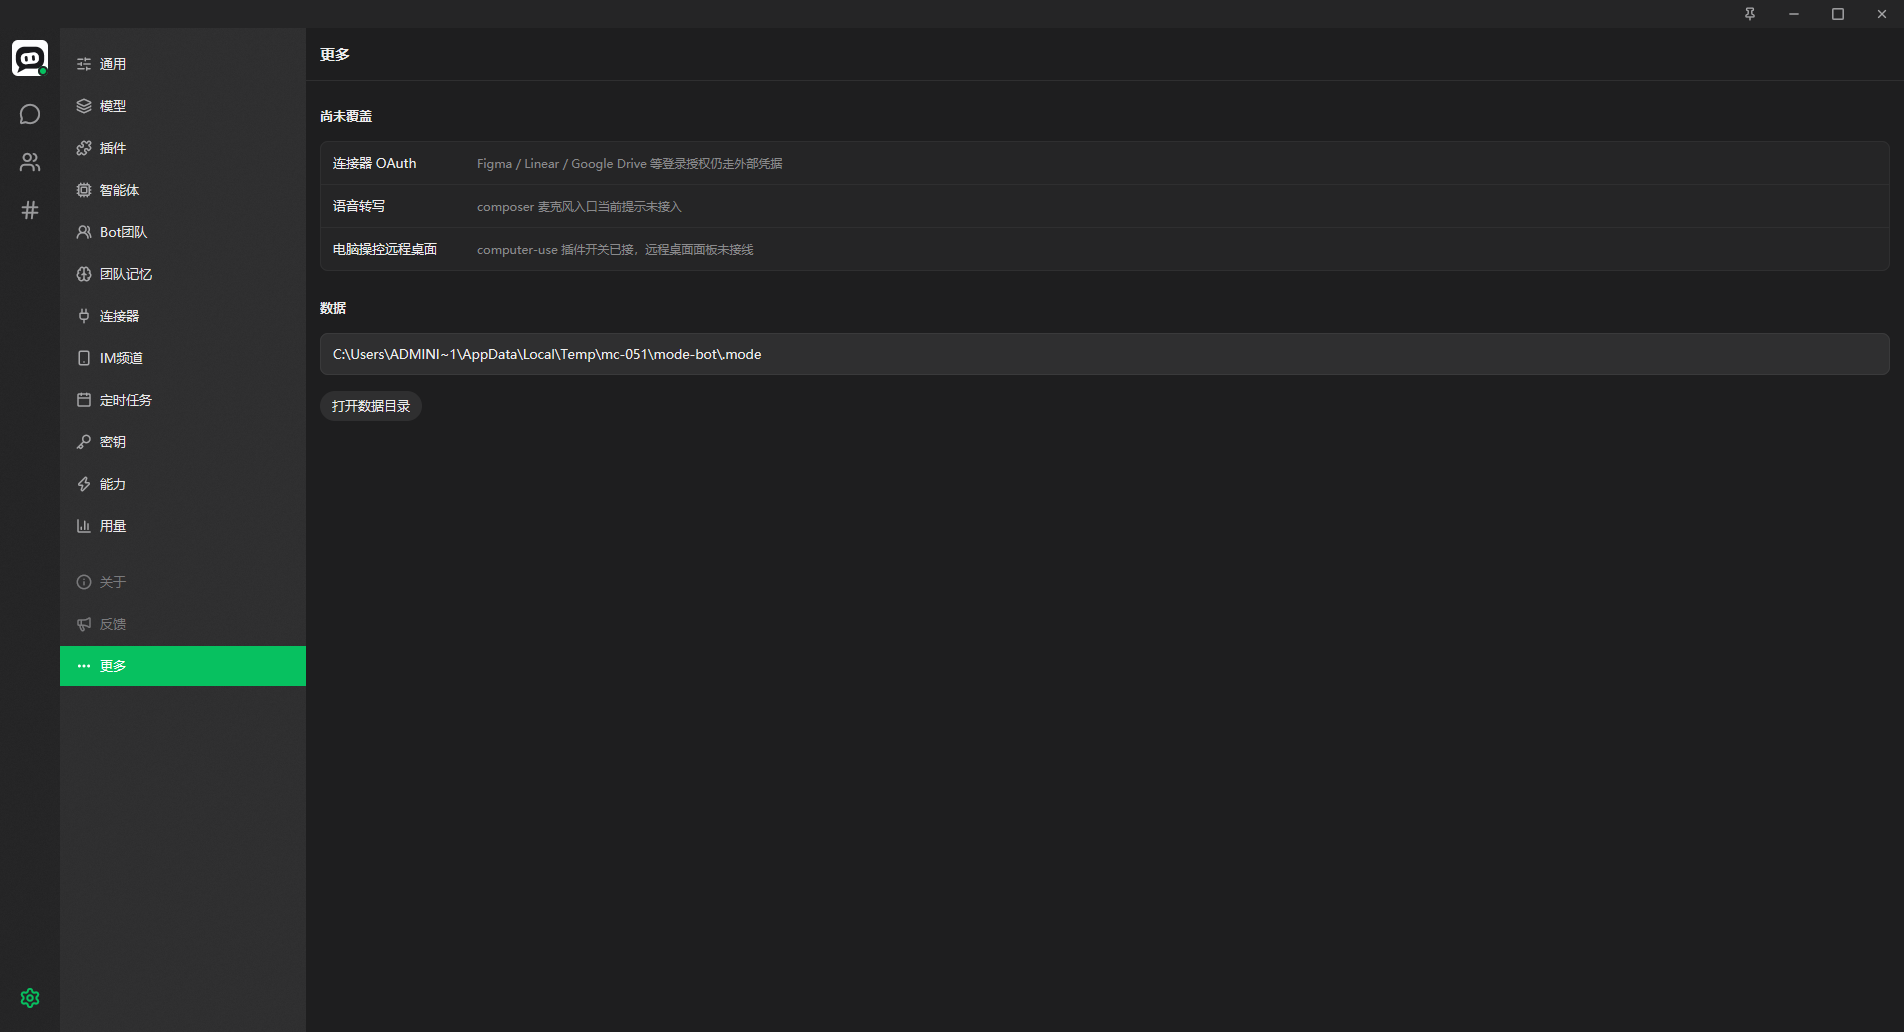 更多
通用
模型
插件
智能体
Bot团队
团队记忆
连接器
IM频道
定时任务
密钥
能力
用量
关于
反馈
更多
尚未覆盖
连接器 OAuth Figma / Linear / Google Drive 等登录授权仍走外部凭据
语音转写 composer 麦克风入口当前提示未接入
电脑操控远程桌面 computer-use 插件开关已接，远程桌面面板未接线
数据
C:\Users\ADMINI~1\AppData\Local\Temp\mc-051\mode-bot\.mode
打开数据目录